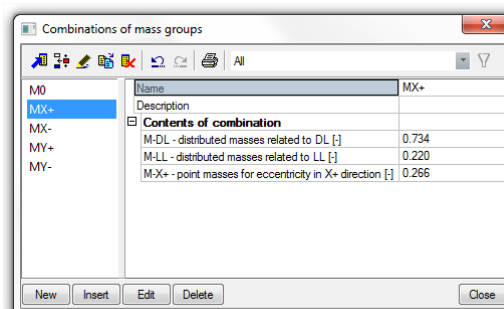 Combinations of mass groups
All
M0
MX+
MX-
MY+
MY-
Name MX+
Description
Contents of combination
M-DL - distributed masses related to DL [-] 0.734
M-LL - distributed masses related to LL [-] 0.220
M-X+ - point masses for eccentricity in X+ direction [-] 0.266
New Insert Edit Delete Close